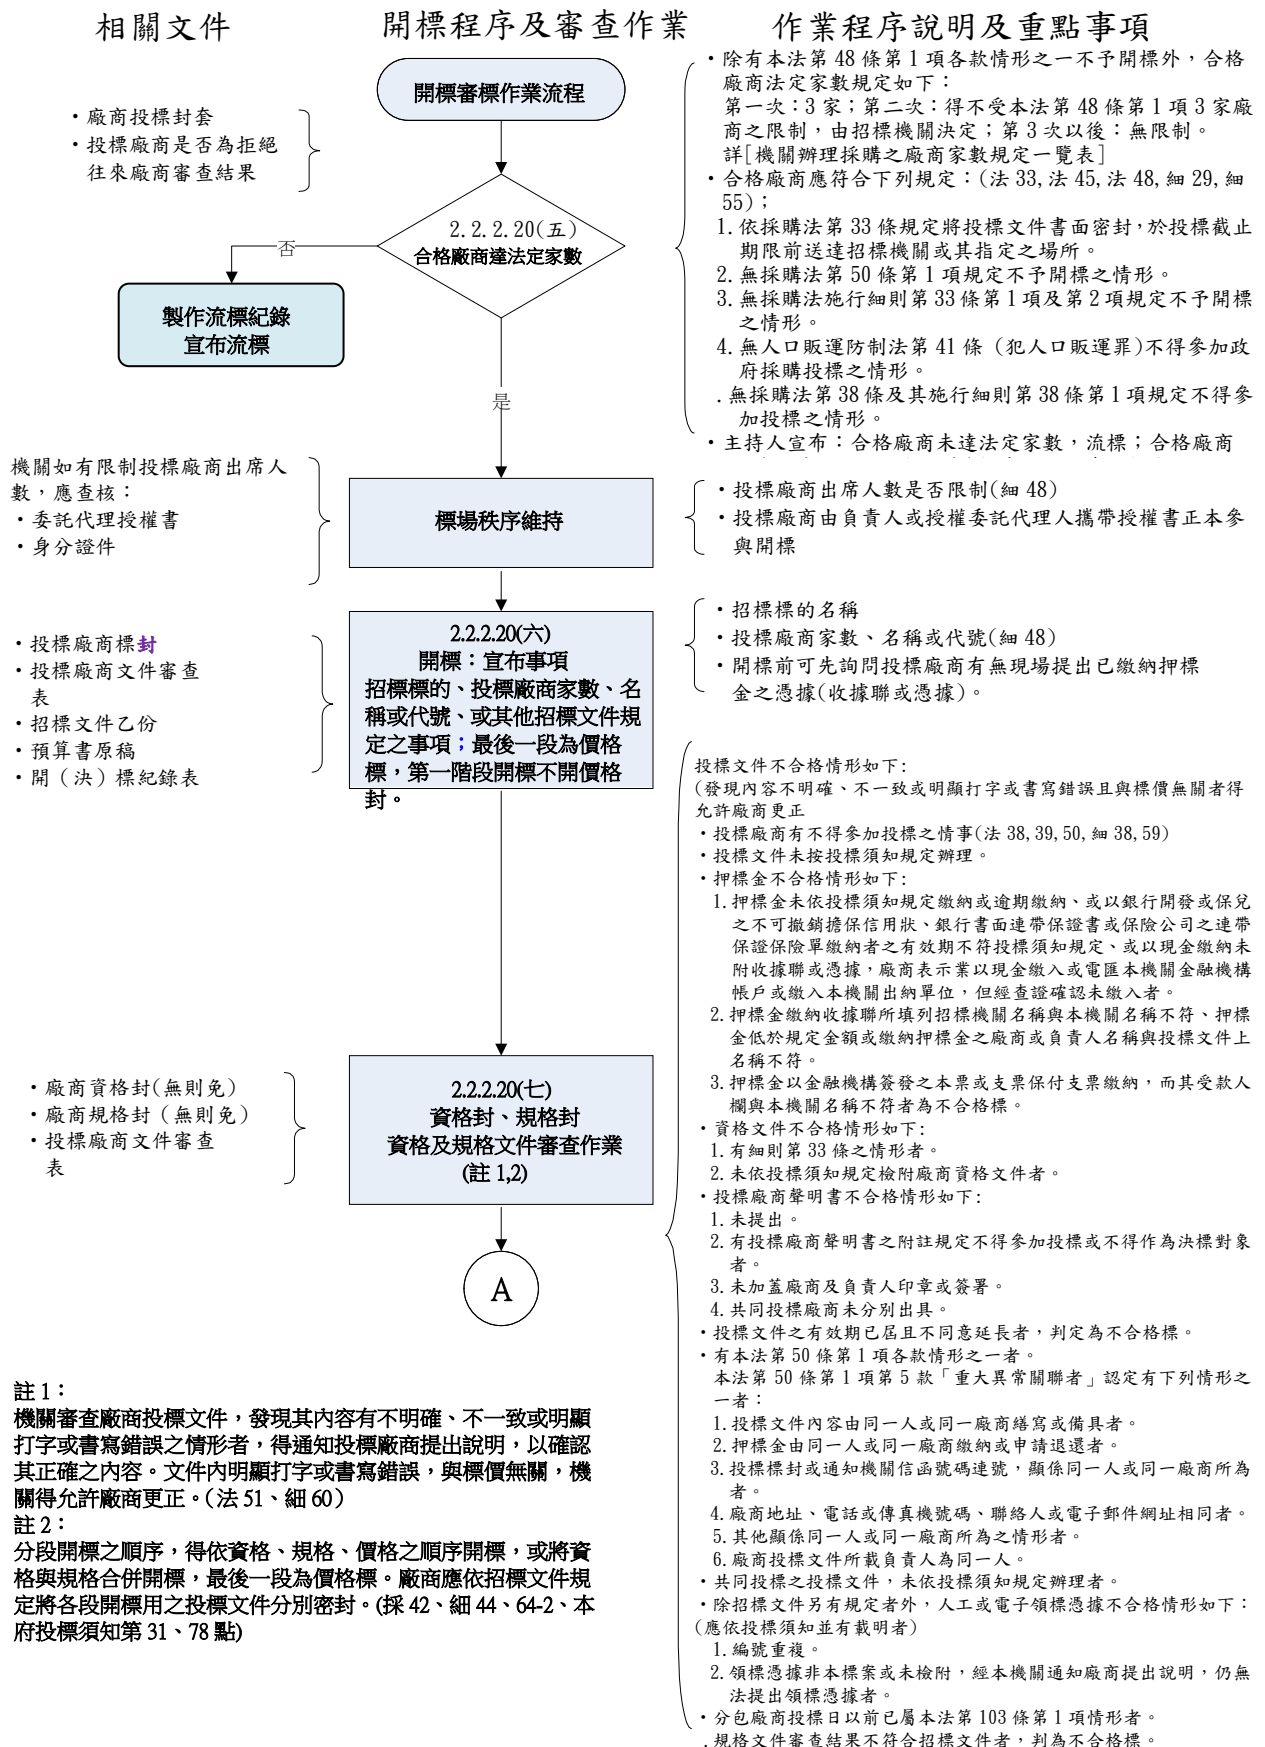 相關文件
開標程序及審查作業
作業程序說明及重點事項
・廠商投標封套
・投標廠商是否為拒絕
往來廠商審查結果
開標審標作業流程
2.2.2.20(五)
合格廠商達法定家數
否
製作流標紀錄
宣布流標
是
・除有本法第 48 條第 1 項各款情形之一不予開標外，合格
廠商法定家數規定如下：
第一次：3 家；第二次：得不受本法第 48 條第 1 項 3 家廠
商之限制，由招標機關決定；第 3 次以後：無限制。
詳[機關辦理採購之廠商家數規定一覽表]
・合格廠商應符合下列規定：(法 33,法 45,法 48,細 29,細
55)；
1.依採購法第 33 條規定將投標文件書面密封，於投標截止
期限前送達招標機關或其指定之場所。
2.無採購法第 50 條第 1 項規定不予開標之情形。
3.無採購法施行細則第 33 條第 1 項及第 2 項規定不予開標
之情形。
4.無人口販運防制法第 41 條 (犯人口販運罪)不得參加政
府採購投標之情形。
.無採購法第 38 條及其施行細則第 38 條第 1 項規定不得參
加投標之情形。
・主持人宣布：合格廠商未達法定家數，流標；合格廠商
機關如有限制投標廠商出席人
數，應查核：
・委託代理授權書
・身分證件
標場秩序維持
・投標廠商出席人數是否限制(細 48)
・投標廠商由負責人或授權委託代理人攜帶授權書正本參
與開標
・投標廠商標封
・投標廠商文件審查
表
・招標文件乙份
・預算書原稿
・開（決）標紀錄表
2.2.2.20(六)
開標：宣布事項
招標標的、投標廠商家數、名
稱或代號、或其他招標文件規
定之事項；最後一段為價格
標，第一階段開標不開價格
封。
・招標標的名稱
・投標廠商家數、名稱或代號(細 48)
・開標前可先詢問投標廠商有無現場提出已繳納押標
金之憑據(收據聯或憑據)。
・廠商資格封(無則免)
・廠商規格封（無則免）
・投標廠商文件審查
表
2.2.2.20(七)
資格封、規格封
資格及規格文件審查作業
(註 1,2)
A
投標文件不合格情形如下:
(發現內容不明確、不一致或明顯打字或書寫錯誤且與標價無關者得
允許廠商更正
・投標廠商有不得參加投標之情事(法 38,39,50,細 38,59)
・投標文件未按投標須知規定辦理。
・押標金不合格情形如下:
1.押標金未依投標須知規定繳納或逾期繳納、或以銀行開發或保兌
之不可撤銷擔保信用狀、銀行書面連帶保證書或保險公司之連帶
保證保險單繳納者之有效期不符投標須知規定、或以現金繳納未
附收據聯或憑據，廠商表示業以現金繳入或電匯本機關金融機構
帳戶或繳入本機關出納單位，但經查證確認未繳入者。
2.押標金繳納收據聯所填列招標機關名稱與本機關名稱不符、押標
金低於規定金額或繳納押標金之廠商或負責人名稱與投標文件上
名稱不符。
3.押標金以金融機構簽發之本票或支票保付支票繳納，而其受款人
欄與本機關名稱不符者為不合格標。
・資格文件不合格情形如下:
1.有細則第 33 條之情形者。
2.未依投標須知規定檢附廠商資格文件者。
・投標廠商聲明書不合格情形如下:
1.未提出。
2.有投標廠商聲明書之附註規定不得參加投標或不得作為決標對象
者。
3.未加蓋廠商及負責人印章或簽署。
4.共同投標廠商未分別出具。
・投標文件之有效期已屆且不同意延長者，判定為不合格標。
・有本法第 50 條第 1 項各款情形之一者。
本法第 50 條第 1 項第 5 款「重大異常關聯者」認定有下列情形之
一者：
1.投標文件內容由同一人或同一廠商繕寫或備具者。
2.押標金由同一人或同一廠商繳納或申請退還者。
3.投標標封或通知機關信函號碼連號，顯係同一人或同一廠商所為
者。
4.廠商地址、電話或傳真機號碼、聯絡人或電子郵件網址相同者。
5.其他顯係同一人或同一廠商所為之情形者。
6.廠商投標文件所載負責人為同一人。
・共同投標之投標文件，未依投標須知規定辦理者。
・除招標文件另有規定者外，人工或電子領標憑據不合格情形如下：
(應依投標須知並有載明者)
1.編號重複。
2.領標憑據非本標案或未檢附，經本機關通知廠商提出說明，仍無
法提出領標憑據者。
・分包廠商投標日以前已屬本法第 103 條第 1 項情形者。
.規格文件審查結果不符合招標文件者，判為不合格標。
註 1：
機關審查廠商投標文件，發現其內容有不明確、不一致或明顯
打字或書寫錯誤之情形者，得通知投標廠商提出說明，以確認
其正確之內容。文件內明顯打字或書寫錯誤，與標價無關，機
關得允許廠商更正。（法 51、細 60）
註 2：
分段開標之順序，得依資格、規格、價格之順序開標，或將資
格與規格合併開標，最後一段為價格標。廠商應依招標文件規
定將各段開標用之投標文件分別密封。(採 42、細 44、64-2、本
府投標須知第 31、78 點)